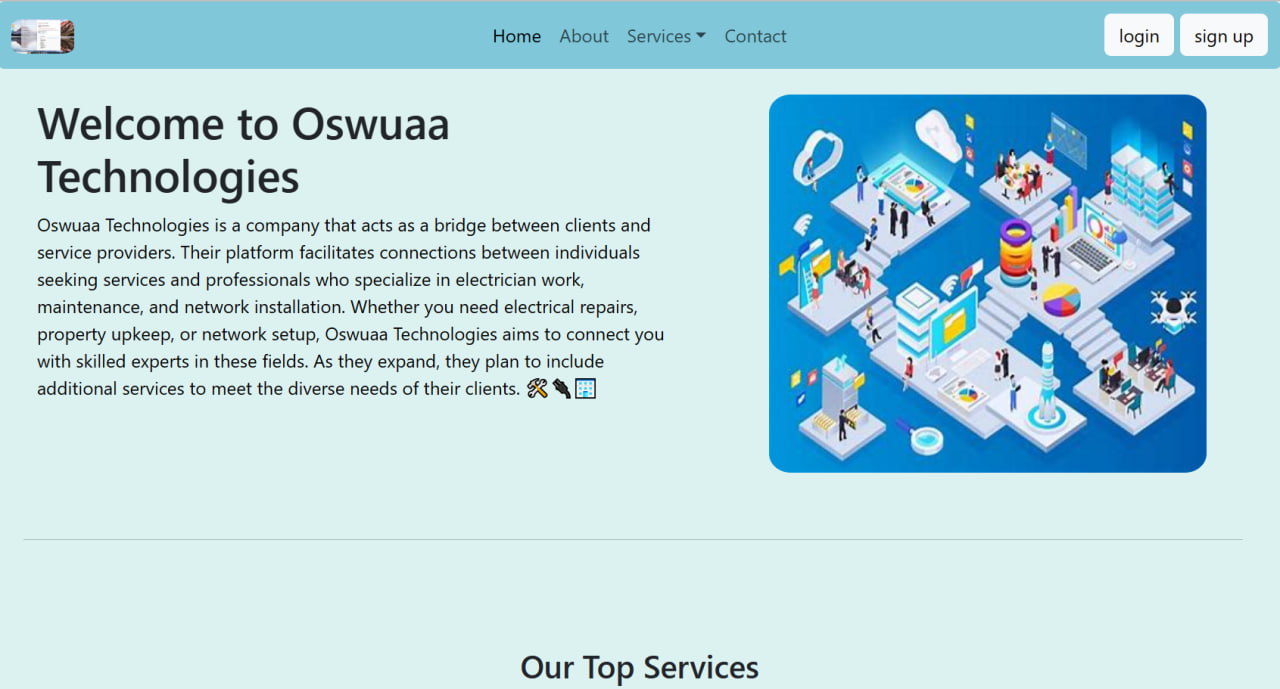 Home About Services Contact login sign up
Welcome to Oswuaa
Technologies
Oswuaa Technologies is a company that acts as a bridge between clients and
service providers. Their platform facilitates connections between individuals
seeking services and professionals who specialize in electrician work,
maintenance, and network installation. Whether you need electrical repairs,
property upkeep, or network setup, Oswuaa Technologies aims to connect you
with skilled experts in these fields. As they expand, they plan to include
additional services to meet the diverse needs of their clients. 🛠️🔌🏢
Our Top Services